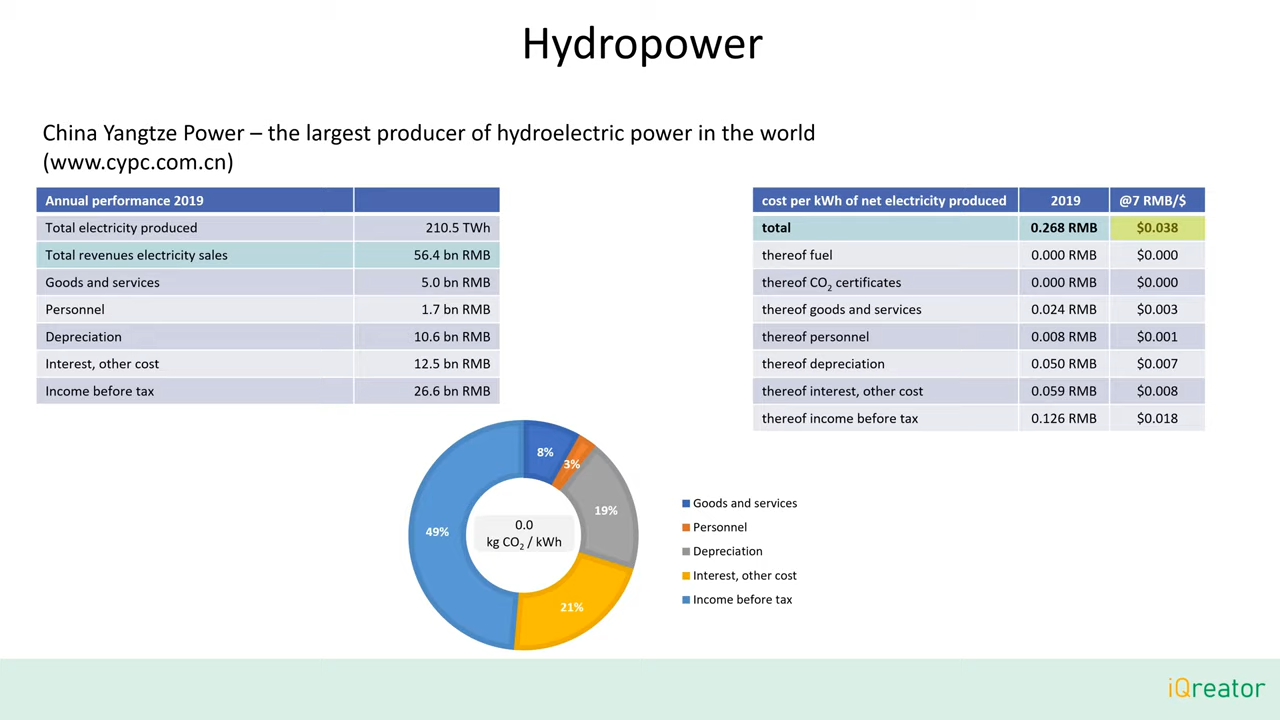 Hydropower
China Yangtze Power – the largest producer of hydroelectric power in the world
(www.cypc.com.cn)
Annual performance 2019
Total electricity produced 210.5 TWh
Total revenues electricity sales 56.4 bn RMB
Goods and services 5.0 bn RMB
Personnel 1.7 bn RMB
Depreciation 10.6 bn RMB
Interest, other cost 12.5 bn RMB
Income before tax 26.6 bn RMB
cost per kWh of net electricity produced 2019 @7 RMB/$
total 0.268 RMB $0.038
thereof fuel 0.000 RMB $0.000
thereof CO₂ certificates 0.000 RMB $0.000
thereof goods and services 0.024 RMB $0.003
thereof personnel 0.008 RMB $0.001
thereof depreciation 0.050 RMB $0.007
thereof interest, other cost 0.059 RMB $0.008
thereof income before tax 0.126 RMB $0.018
8%
3%
19%
21%
49%
0.0
kg CO₂ / kWh
Goods and services
Personnel
Depreciation
Interest, other cost
Income before tax
iQreator